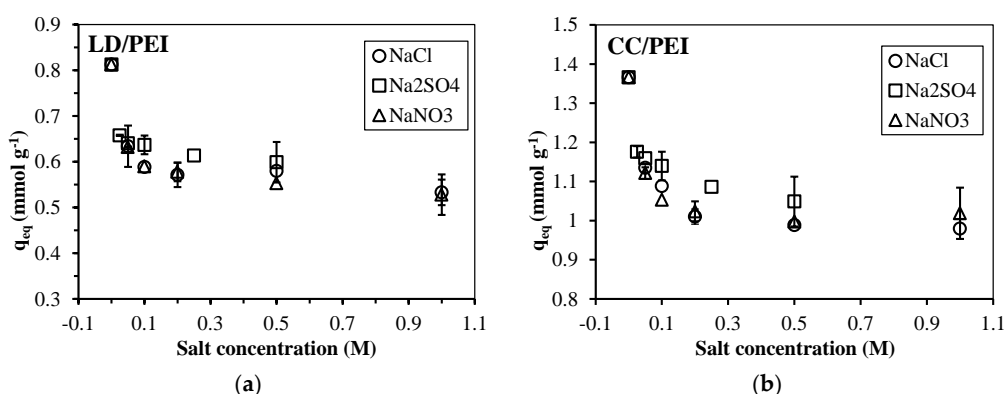 LD/PEI
NaCl
Na2SO4
NaNO3
0.9
0.8
0.7
0.6
0.5
0.4
0.3
-0.1 0.1 0.3 0.5 0.7 0.9 1.1
qeq (mmol g-1)
Salt concentration (M)
(a)
CC/PEI
NaCl
Na2SO4
NaNO3
1.5
1.4
1.3
1.2
1.1
1
0.9
0.8
-0.1 0.1 0.3 0.5 0.7 0.9 1.1
qeq (mmol g-1)
Salt concentration (M)
(b)